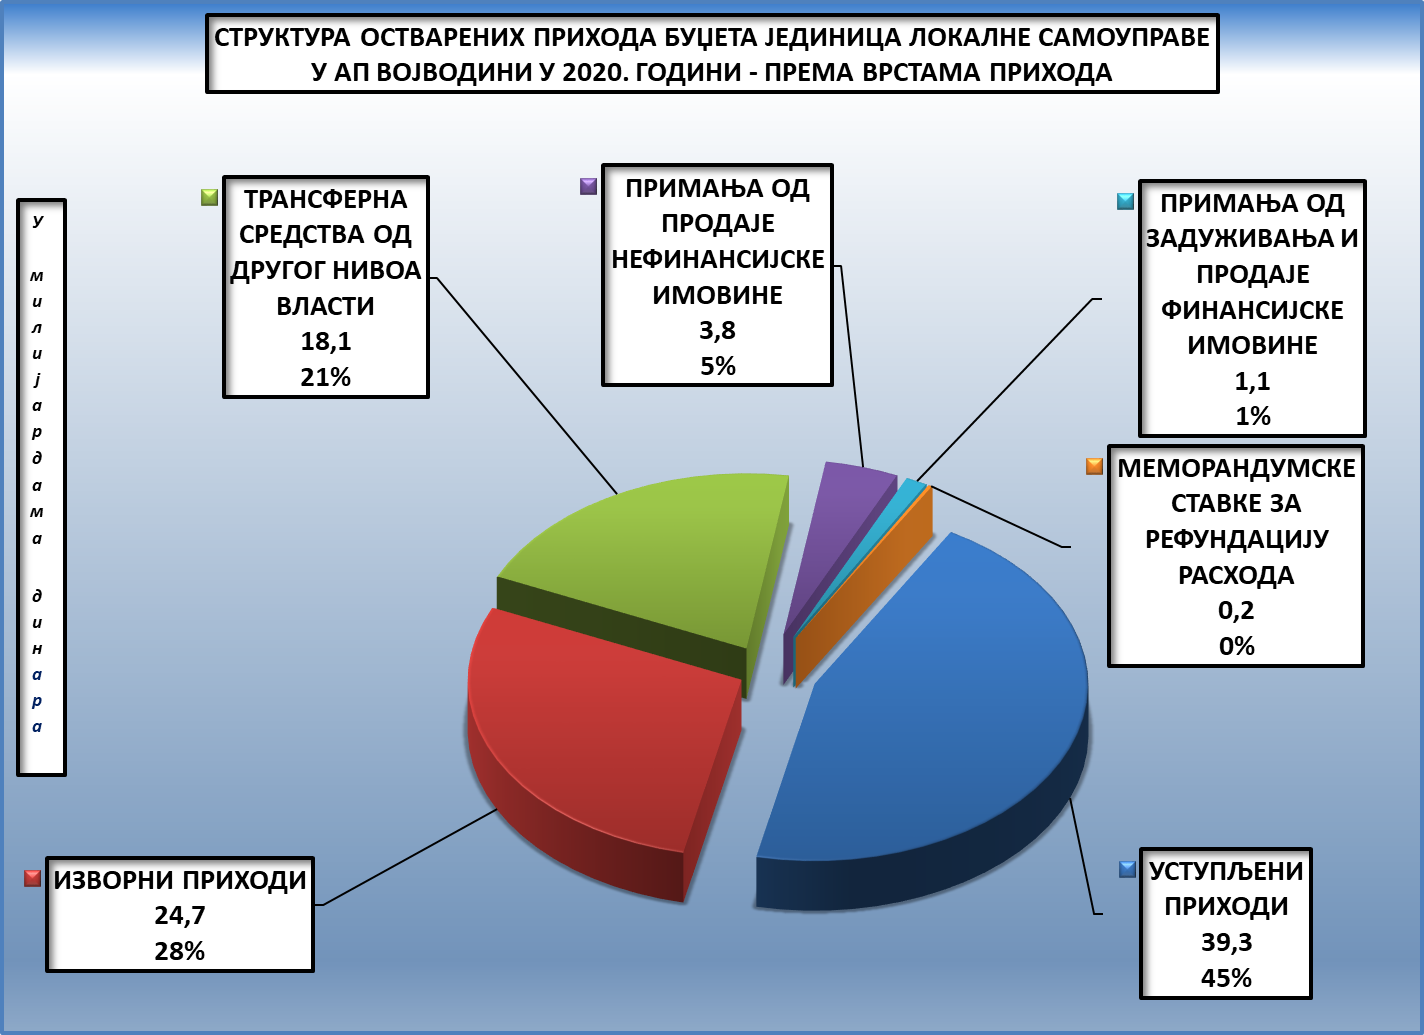 СТРУКТУРА ОСТВАРЕНИХ ПРИХОДА БУЏЕТА ЈЕДИНИЦА ЛОКАЛНЕ САМОУПРАВЕ
У АП ВОЈВОДИНИ У 2020. ГОДИНИ - ПРЕМА ВРСТАМА ПРИХОДА
У милијардама динара
ТРАНСФЕРНА
СРЕДСТВА ОД
ДРУГОГ НИВОА
ВЛАСТИ
18,1
21%
ПРИМАЊА ОД
ПРОДАЈЕ
НЕФИНАНСИЈСКЕ
ИМОВИНЕ
3,8
5%
ПРИМАЊА ОД
ЗАДУЖИВАЊА И
ПРОДАЈЕ
ФИНАНСИЈСКЕ
ИМОВИНЕ
1,1
1%
МЕМОРАНДУМСКЕ
СТАВКЕ ЗА
РЕФУНДАЦИЈУ
РАСХОДА
0,2
0%
ИЗВОРНИ ПРИХОДИ
24,7
28%
УСТУПЉЕНИ
ПРИХОДИ
39,3
45%